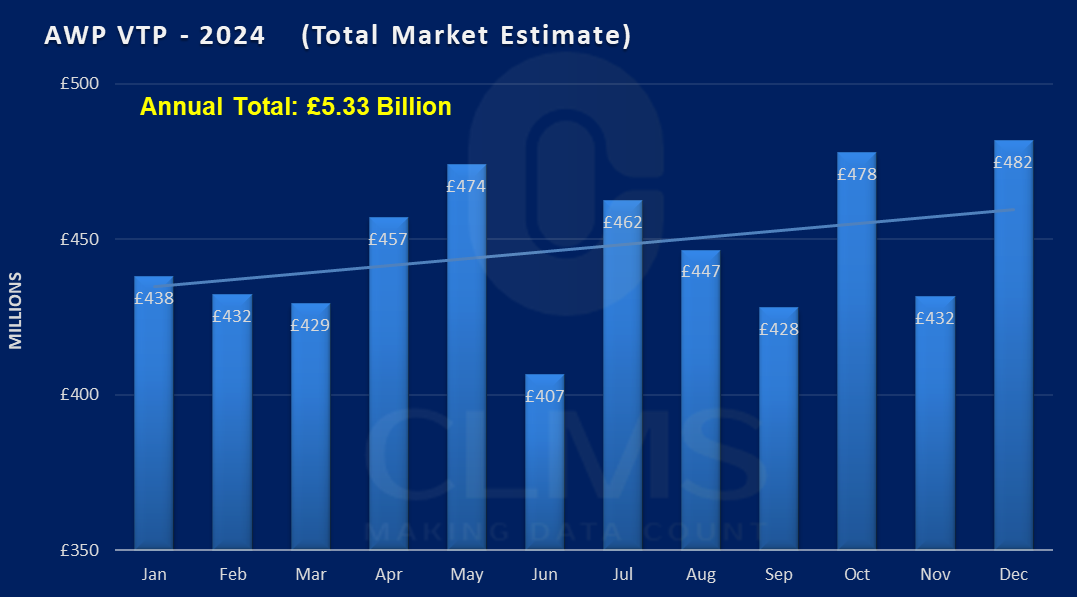 AWP VTP - 2024 (Total Market Estimate)
£500
Annual Total: £5.33 Billion
£450
£400
£350
MILLIONS
£438
£432
£429
£457
£474
£407
£462
£447
£428
£478
£432
£482
CLMS
MAKING DATA COUNT
Jan Feb Mar Apr May Jun Jul Aug Sep Oct Nov Dec